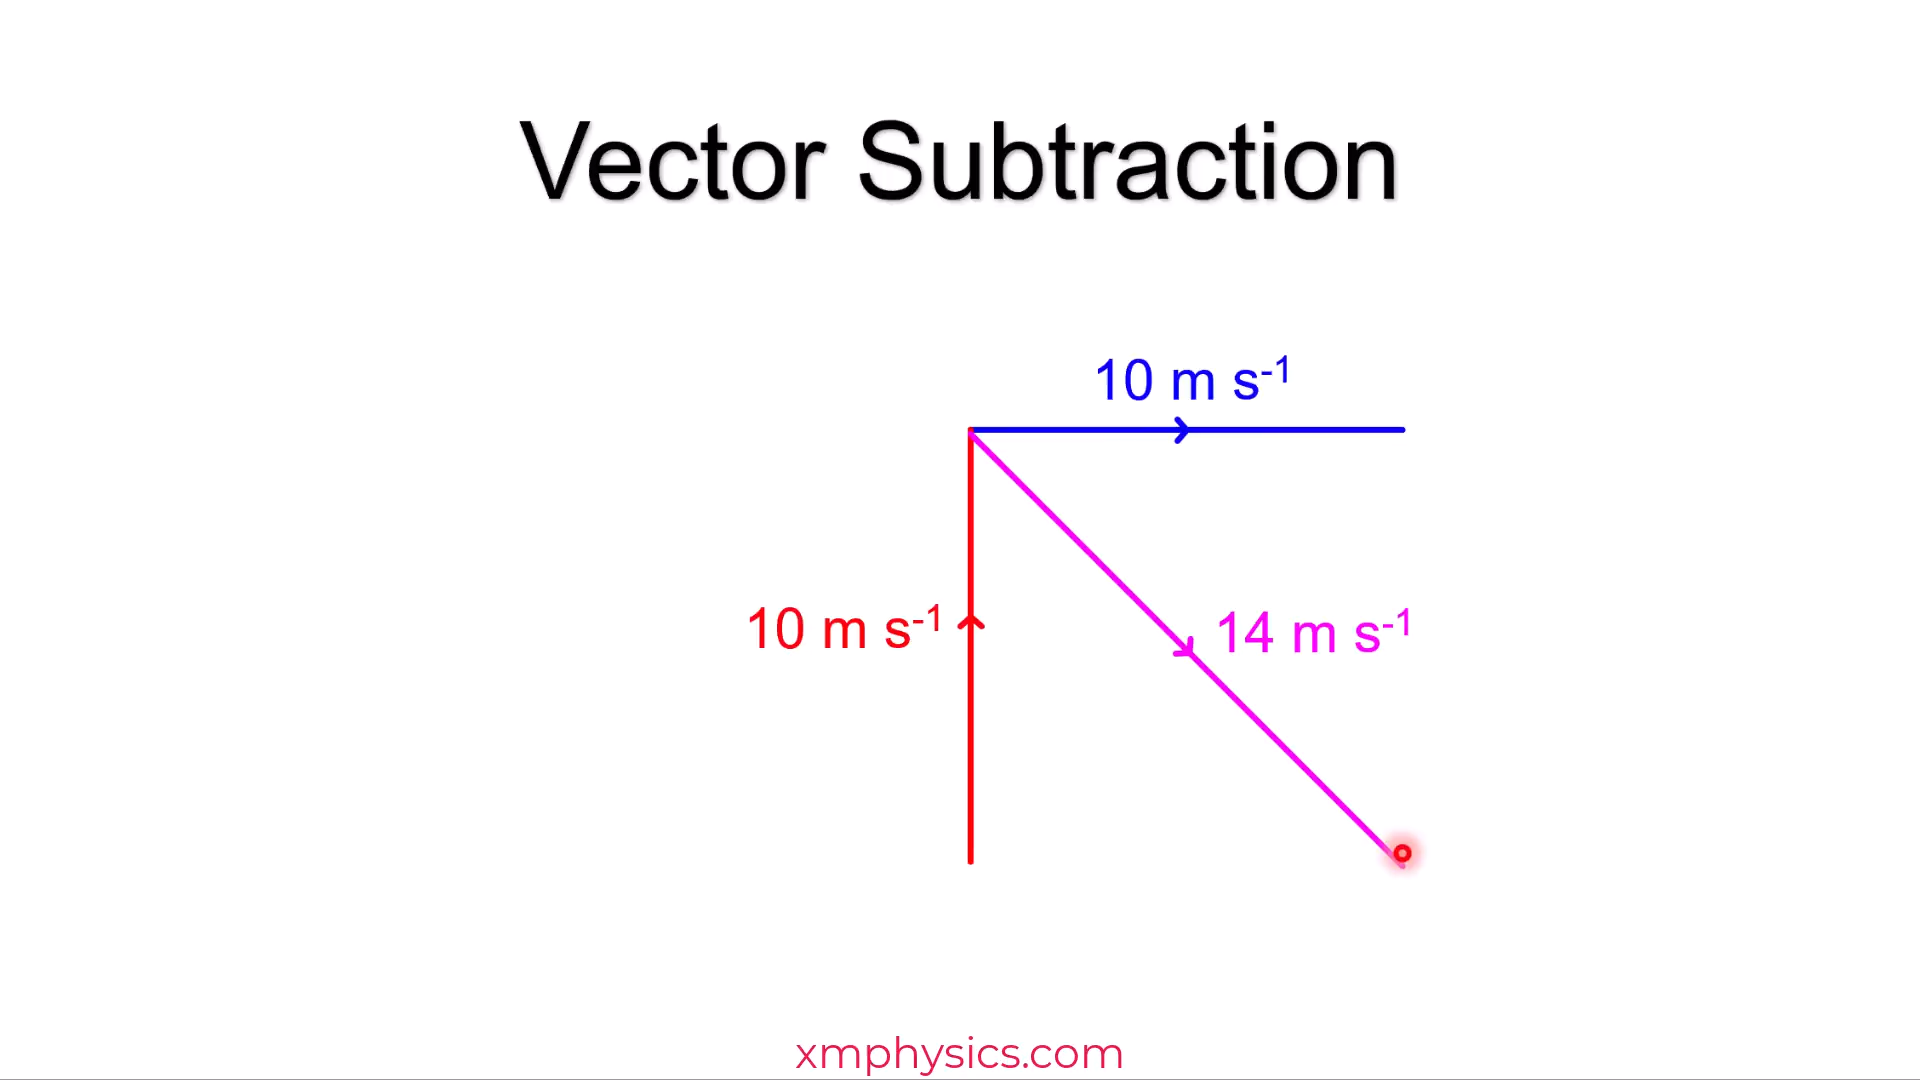 Vector Subtraction
10 m s⁻¹
10 m s⁻¹
14 m s⁻¹
xmphysics.com